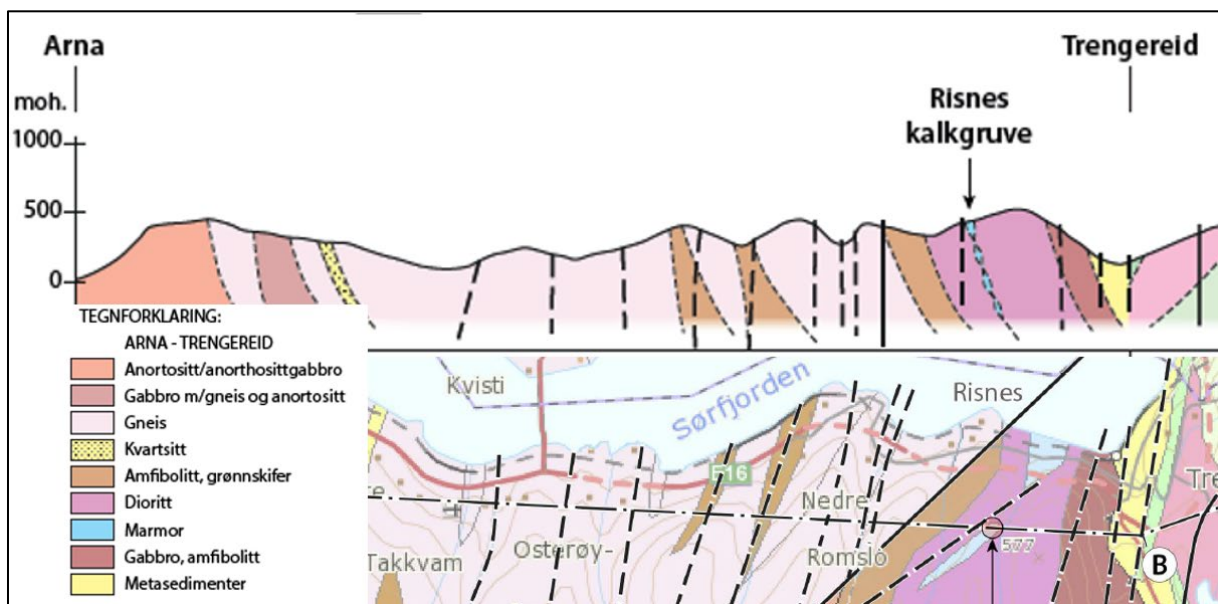 Arna
Trengereid
moh.
Risnes
kalkgruve
1000
500
0
TEGNFORKLARING:
ARNA - TRENGEREID
Anortositt/anorthosittgabbro
Gabbro m/gneis og anortositt
Gneis
Kvartsitt
Amfibolitt, grønnskifer
Dioritt
Marmor
Gabbro, amfibolitt
Metasedimenter
Kvisti
Sørfjorden
Risnes
E16
Nedre
Romslo
Takkvam
Osterøy-
577
Tre
B